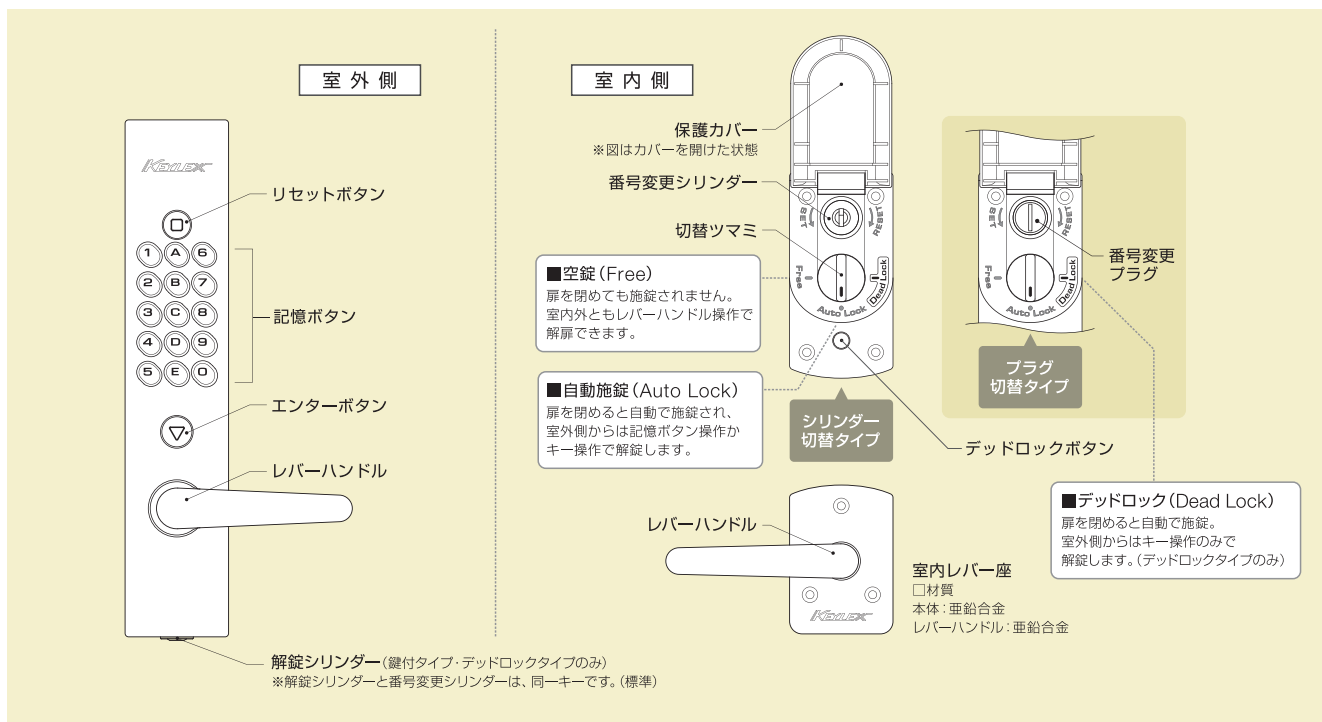 室外側
KEYLEX
リセットボタン
1 A 6
2 B 7
3 C 8
4 D 9
5 E 0
記憶ボタン
エンターボタン
レバーハンドル
解錠シリンダー(鍵付タイプ・デッドロックタイプのみ)
※解錠シリンダーと番号変更シリンダーは、同一キーです。(標準)
室内側
保護カバー
※図はカバーを開けた状態
番号変更シリンダー
切替ツマミ
SET
RESET
Free
Dead Lock
Auto Lock
■空錠(Free)
扉を閉めても施錠されません。
室内外ともレバーハンドル操作で
解扉できます。
■自動施錠(Auto Lock)
扉を閉めると自動で施錠され、
室外側からは記憶ボタン操作か
キー操作で解錠します。
シリンダー
切替タイプ
デッドロックボタン
SET
RESET
Free
Dead Lock
Auto Lock
番号変更
プラグ
プラグ
切替タイプ
■デッドロック(Dead Lock)
扉を閉めると自動で施錠。
室外側からはキー操作のみで
解錠します。(デッドロックタイプのみ)
レバーハンドル
KEYLEX
室内レバー座
□材質
本体:亜鉛合金
レバーハンドル:亜鉛合金